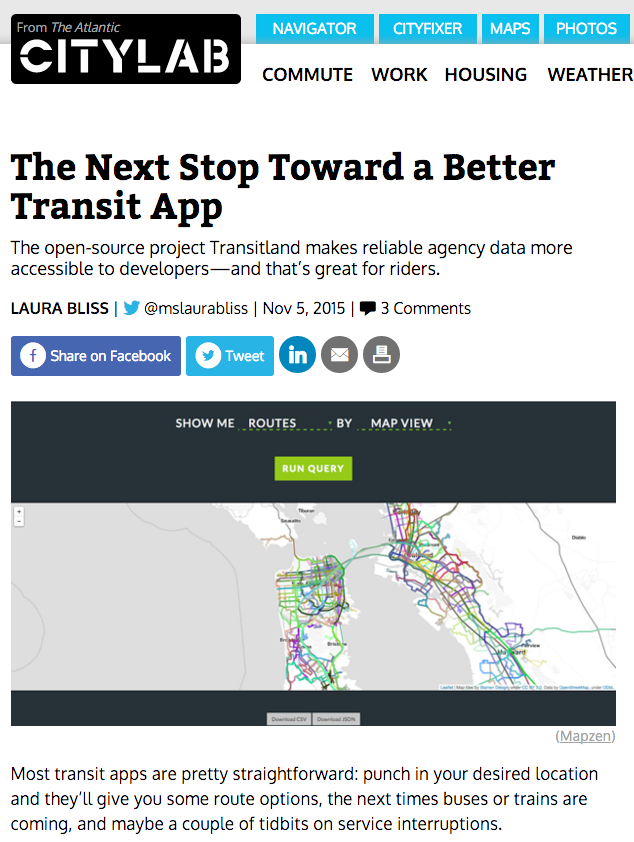 From The Atlantic
CITYLAB
NAVIGATOR CITYFIXER MAPS PHOTOS
COMMUTE WORK HOUSING WEATHER
The Next Stop Toward a Better
Transit App
The open-source project Transitland makes reliable agency data more
accessible to developers—and that's great for riders.
LAURA BLISS | @mslaurabliss | Nov 5, 2015 | 3 Comments
f Share on Facebook Tweet in
SHOW ME ROUTES BY MAP VIEW
RUN QUERY
+
-
Tiburon
Sausalito
Diablo
Fairview
Leaflet | Map tiles by Stamen Design, under CC BY 3.0. Data by OpenStreetMap, under ODbL
Download CSV Download JSON
(Mapzen)
Most transit apps are pretty straightforward: punch in your desired location
and they'll give you some route options, the next times buses or trains are
coming, and maybe a couple of tidbits on service interruptions.